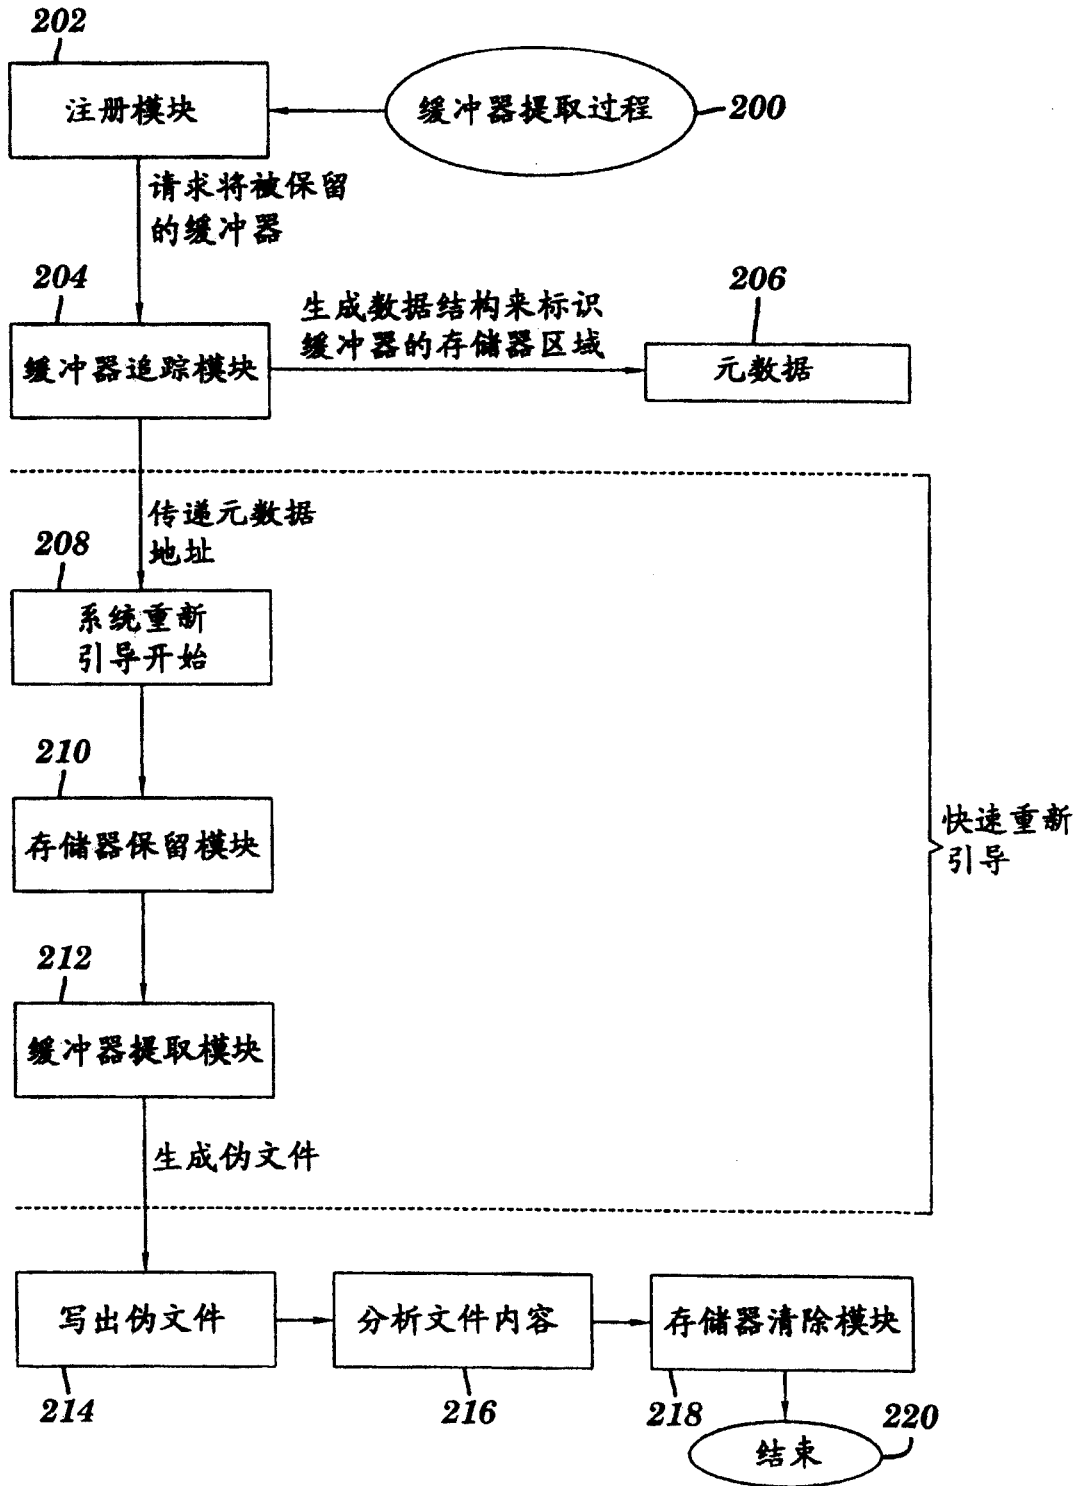 202
注册模块
缓冲器提取过程
200
请求将被保留
的缓冲器
204
缓冲器追踪模块
生成数据结构来标识
缓冲器的存储器区域
206
元数据
传递元数据
地址
208
系统重新
引导开始
210
存储器保留模块
快速重新
引导
212
缓冲器提取模块
生成伪文件
写出伪文件
分析文件内容
存储器清除模块
214
216
218
220
结束